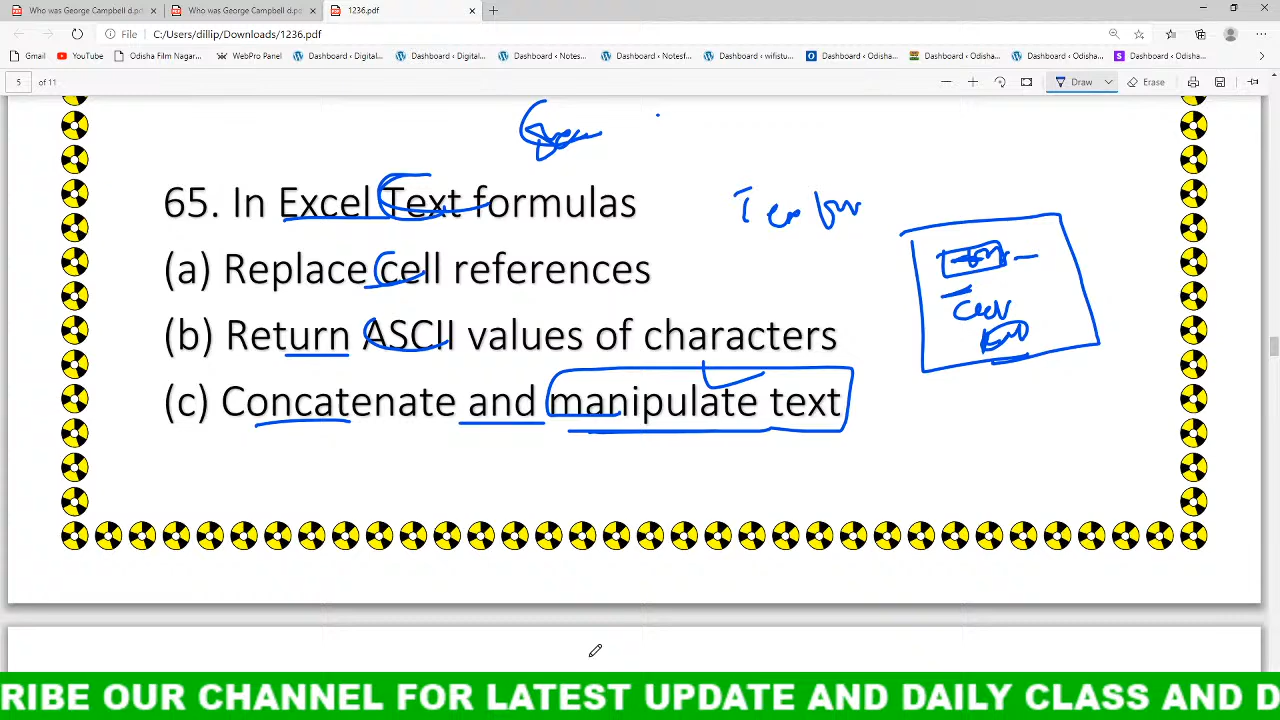 Who was George Campbell d.pdf
Who was George Campbell d.pdf
1236.pdf
File C:/Users/dillip/Downloads/1236.pdf
Gmail YouTube Odisha Film Nagar... WebPro Panel Dashboard ‹ Digital... Dashboard ‹ Digital... Dashboard ‹ Notes... Dashboard ‹ Notesf... Dashboard ‹ wifistu... Dashboard ‹ Odisha... Dashboard ‹ Odisha... Dashboard ‹ Odisha... Dashboard ‹ Odisha...
5 of 11 Draw Erase
65. In Excel Text formulas
(a) Replace cell references
(b) Return ASCII values of characters
(c) Concatenate and manipulate text
RIBE OUR CHANNEL FOR LATEST UPDATE AND DAILY CLASS AND D